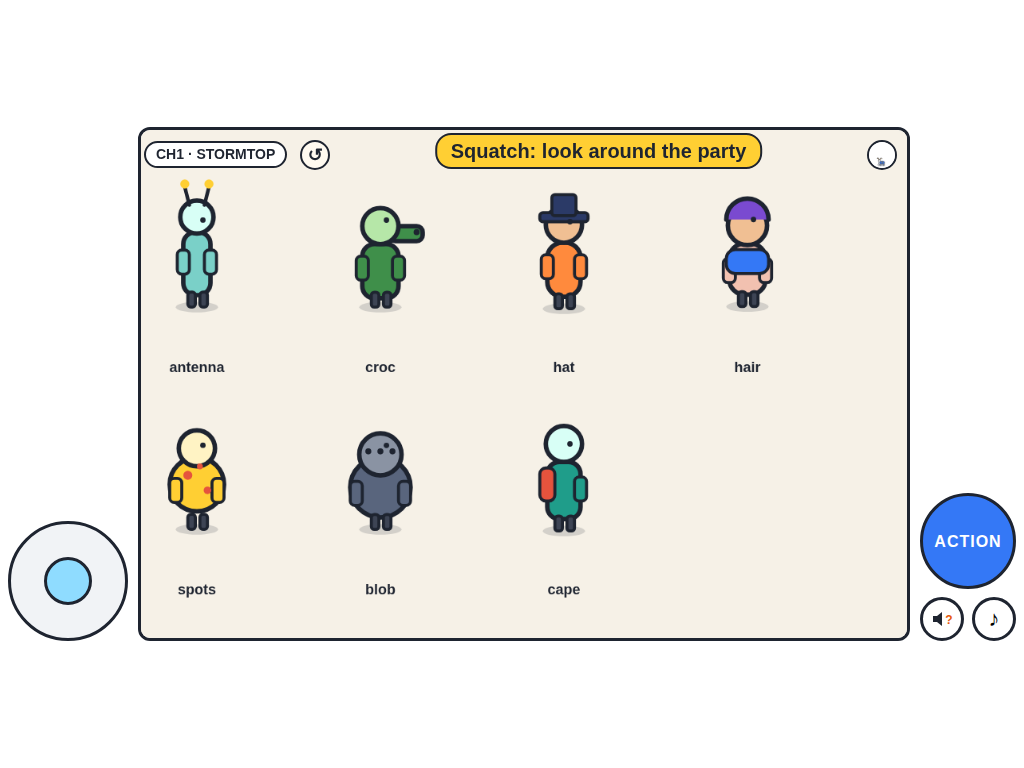 CH1 · STORMTOP
Squatch: look around the party
antenna
croc
hat
hair
spots
blob
cape
ACTION
?